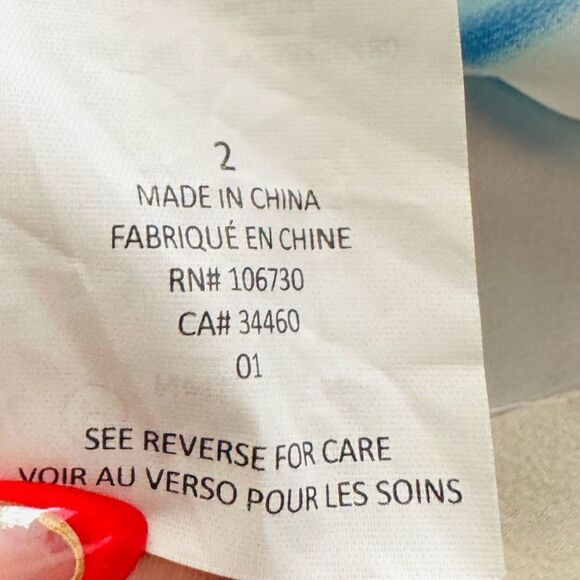 2
MADE IN CHINA
FABRIQUÉ EN CHINE
RN# 106730
CA# 34460
01
SEE REVERSE FOR CARE
VOIR AU VERSO POUR LES SOINS